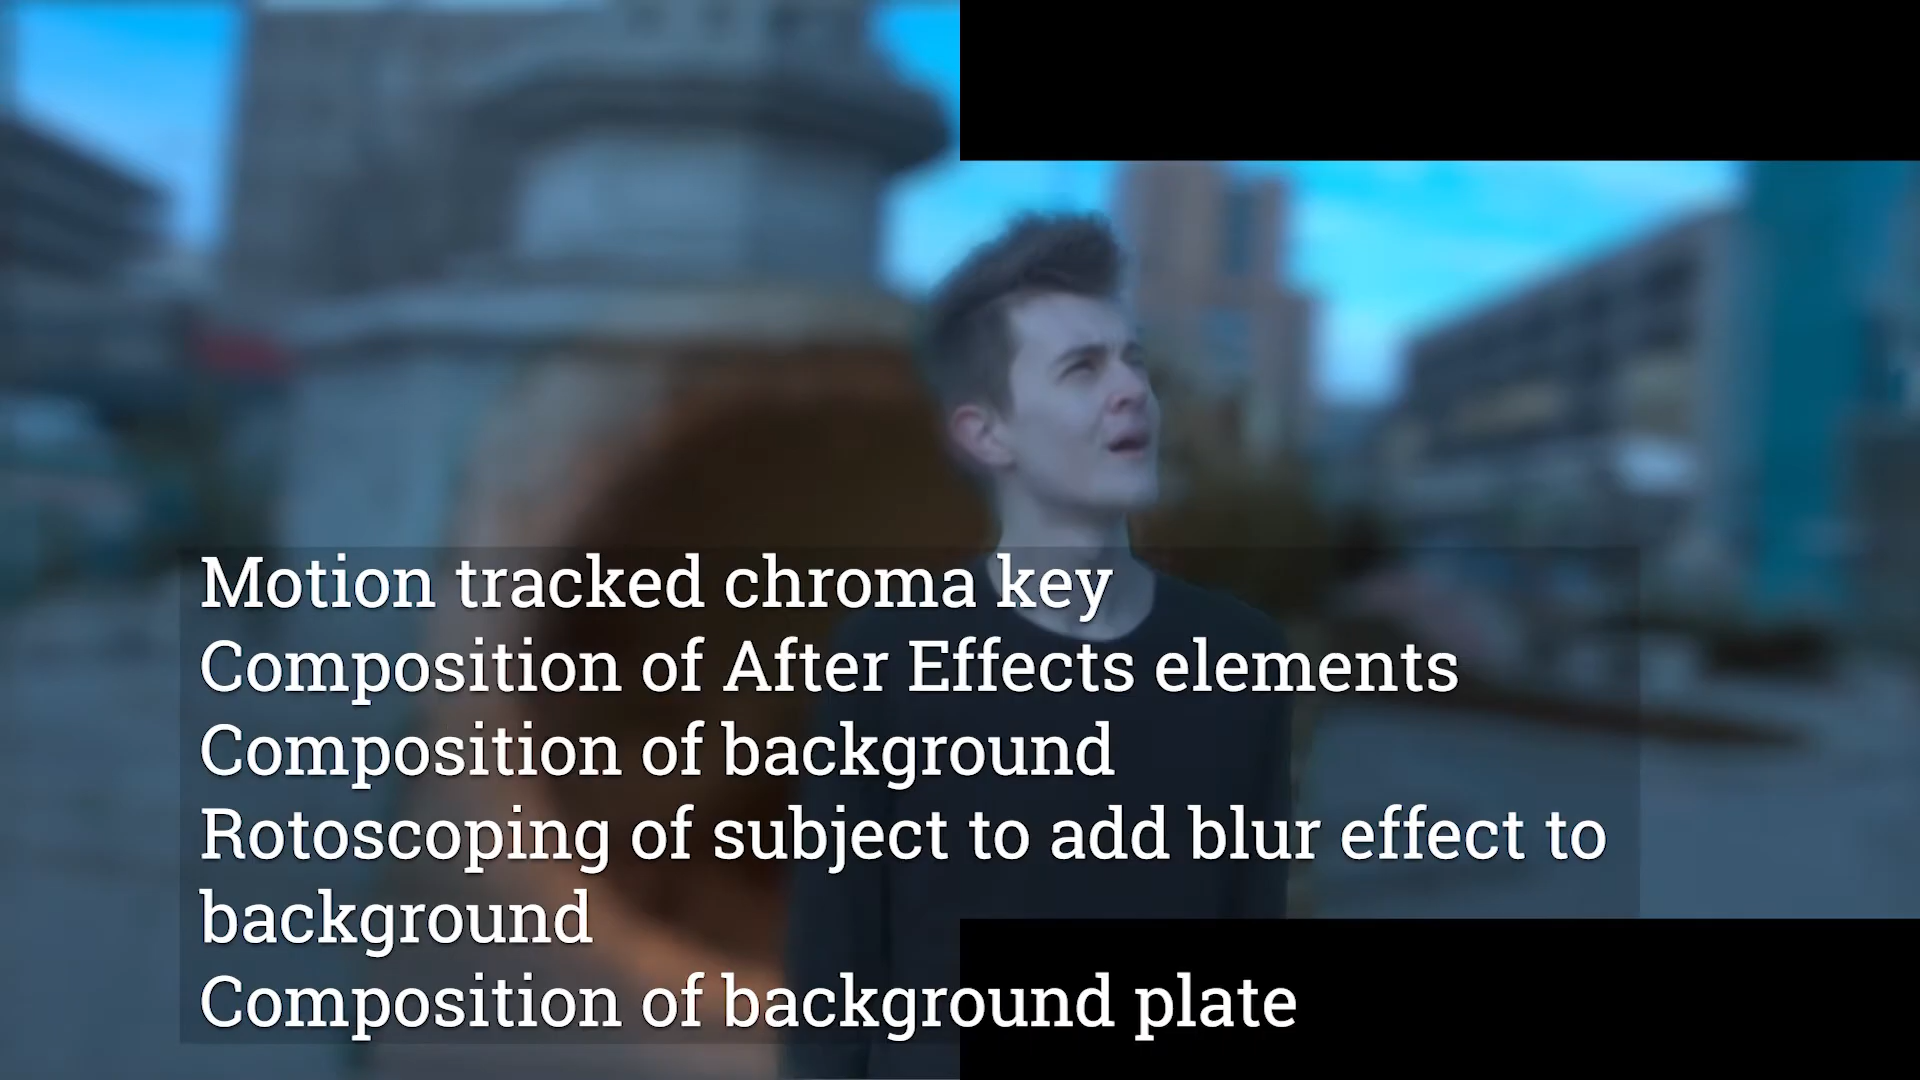 Motion tracked chroma key
Composition of After Effects elements
Composition of background
Rotoscoping of subject to add blur effect to
background
Composition of background plate